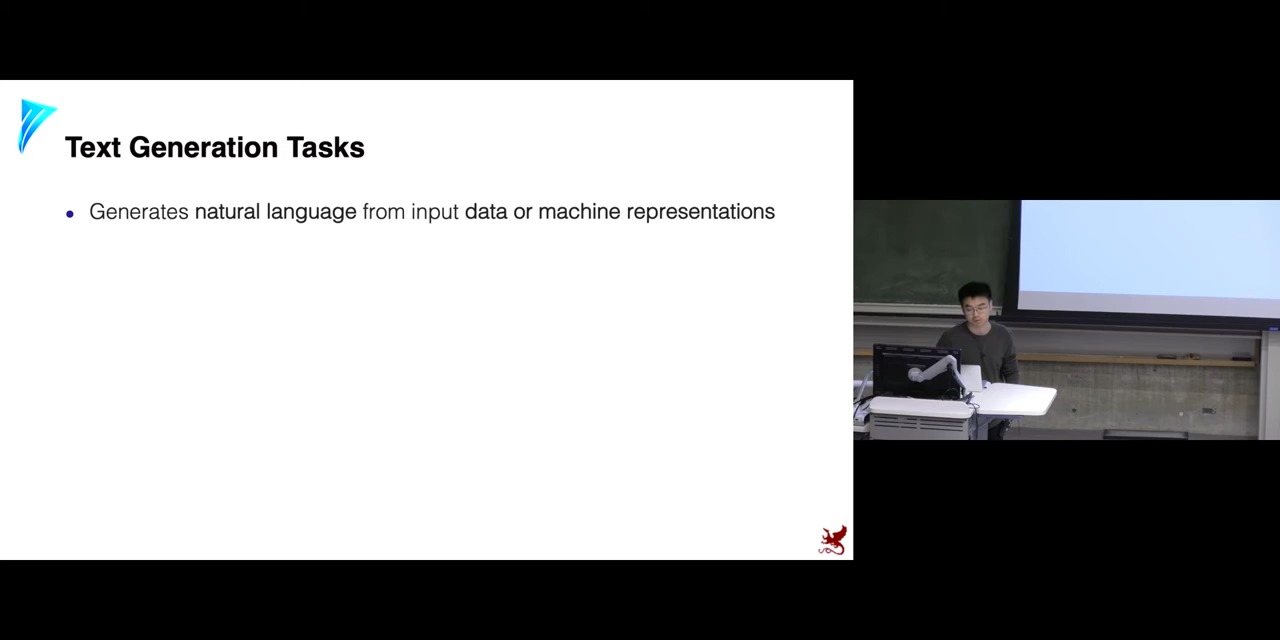 Text Generation Tasks
• Generates natural language from input data or machine representations